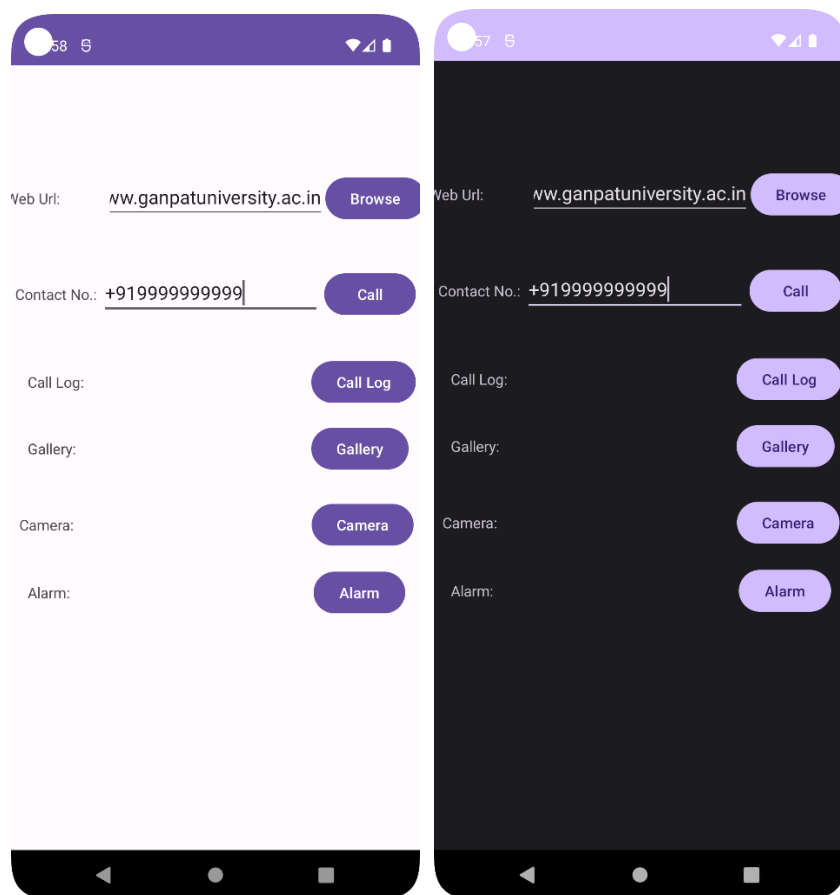 58
Web Url: ww.ganpatuniversity.ac.in Browse
Contact No.: +919999999999 Call
Call Log: Call Log
Gallery: Gallery
Camera: Camera
Alarm: Alarm
57
Web Url: ww.ganpatuniversity.ac.in Browse
Contact No.: +919999999999 Call
Call Log: Call Log
Gallery: Gallery
Camera: Camera
Alarm: Alarm